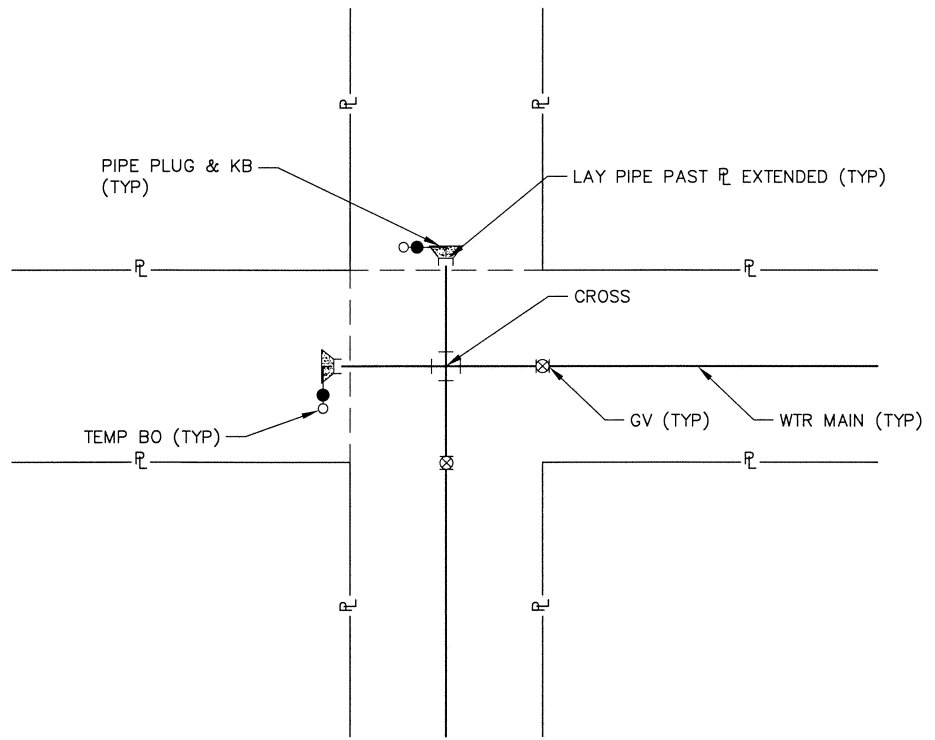 ℄
℄
PIPE PLUG & KB
(TYP)
LAY PIPE PAST ℄ EXTENDED (TYP)
℄
℄
CROSS
TEMP BO (TYP)
GV (TYP)
WTR MAIN (TYP)
℄
℄
℄
℄